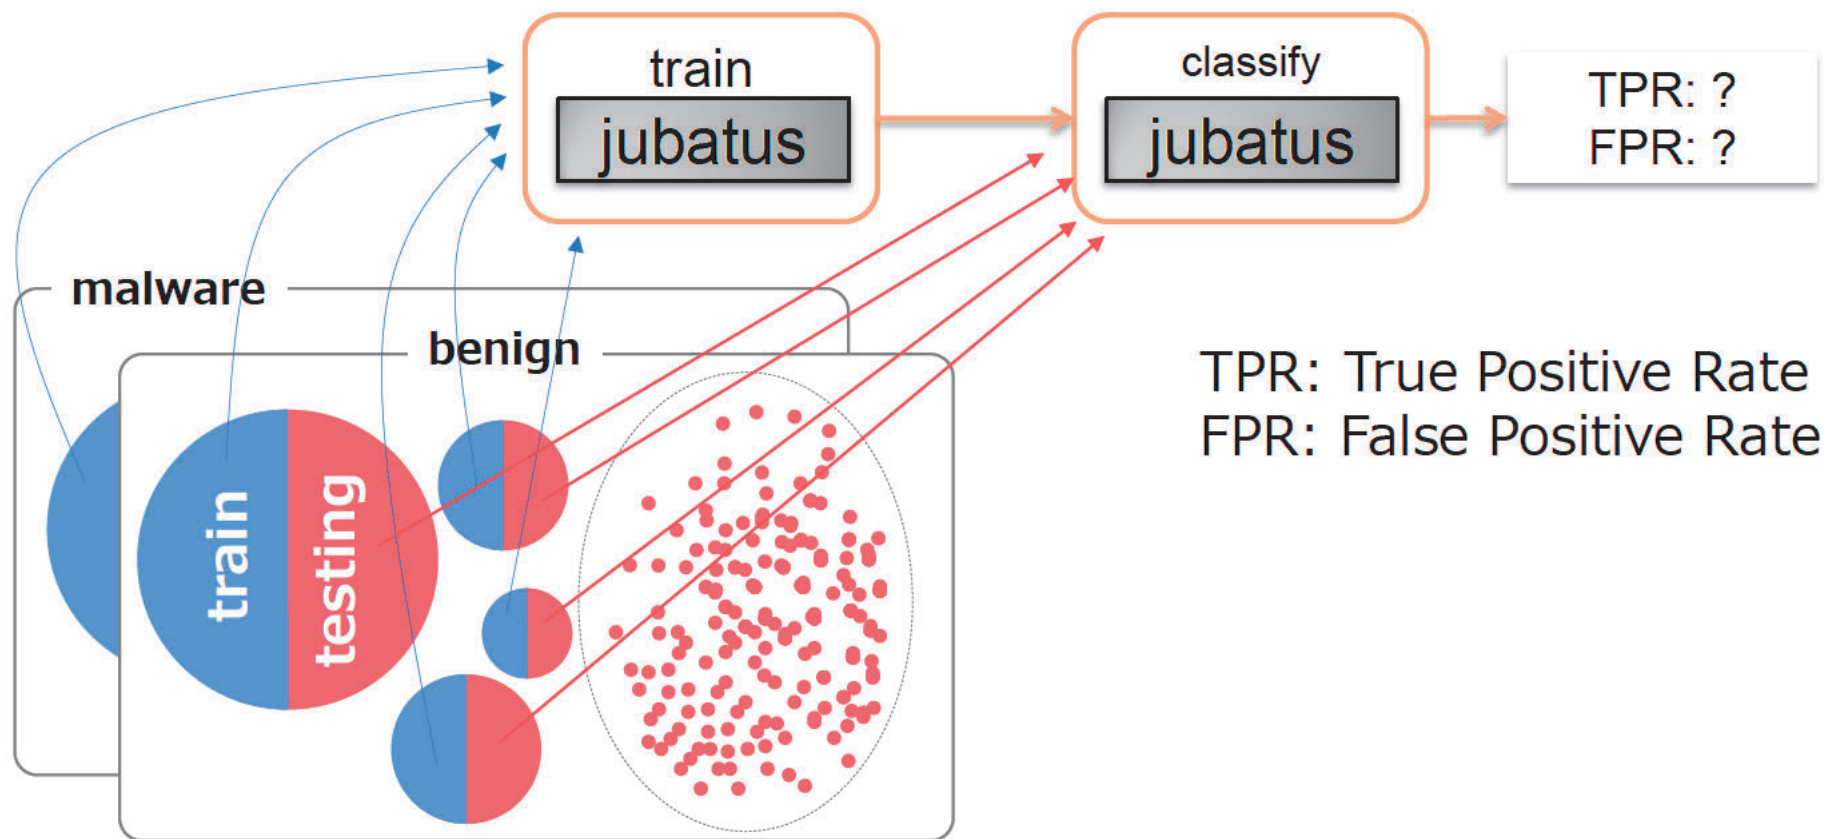 train
jubatus
classify
jubatus
TPR: ?
FPR: ?
malware
benign
train
testing
TPR: True Positive Rate
FPR: False Positive Rate